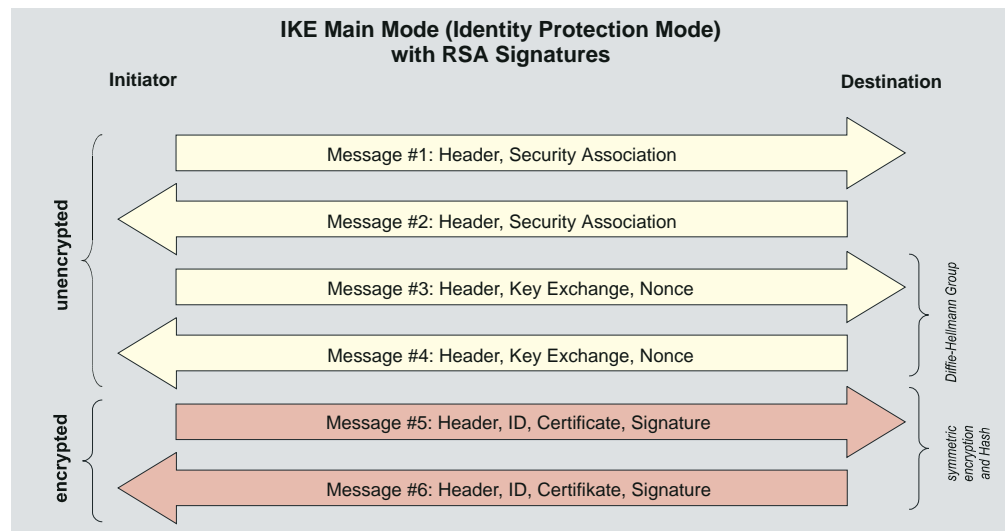 IKE Main Mode (Identity Protection Mode)
with RSA Signatures
Initiator
Destination
unencrypted
Message #1: Header, Security Association
Message #2: Header, Security Association
Message #3: Header, Key Exchange, Nonce
Message #4: Header, Key Exchange, Nonce
Diffie-Hellmann Group
encrypted
Message #5: Header, ID, Certificate, Signature
Message #6: Header, ID, Certifikate, Signature
symmetric
encryption
and Hash